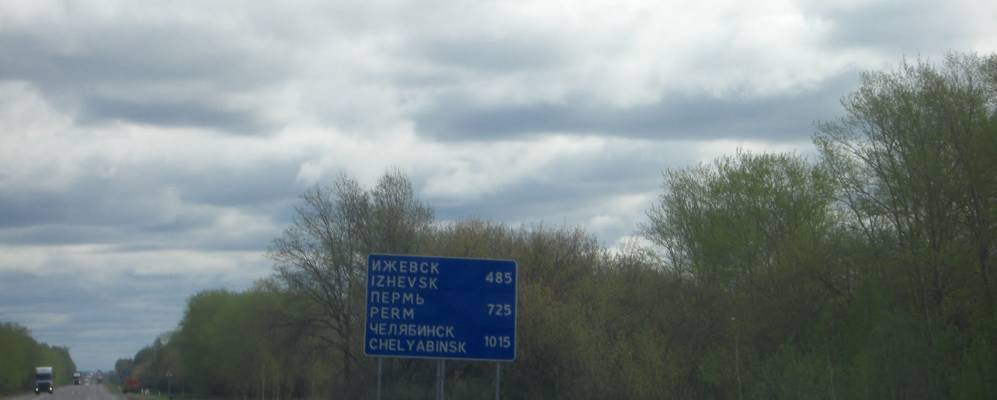 ИЖЕВСК
IZHEVSK 485
ПЕРМЬ
PERM 725
ЧЕЛЯБИНСК
CHELYABINSK 1015